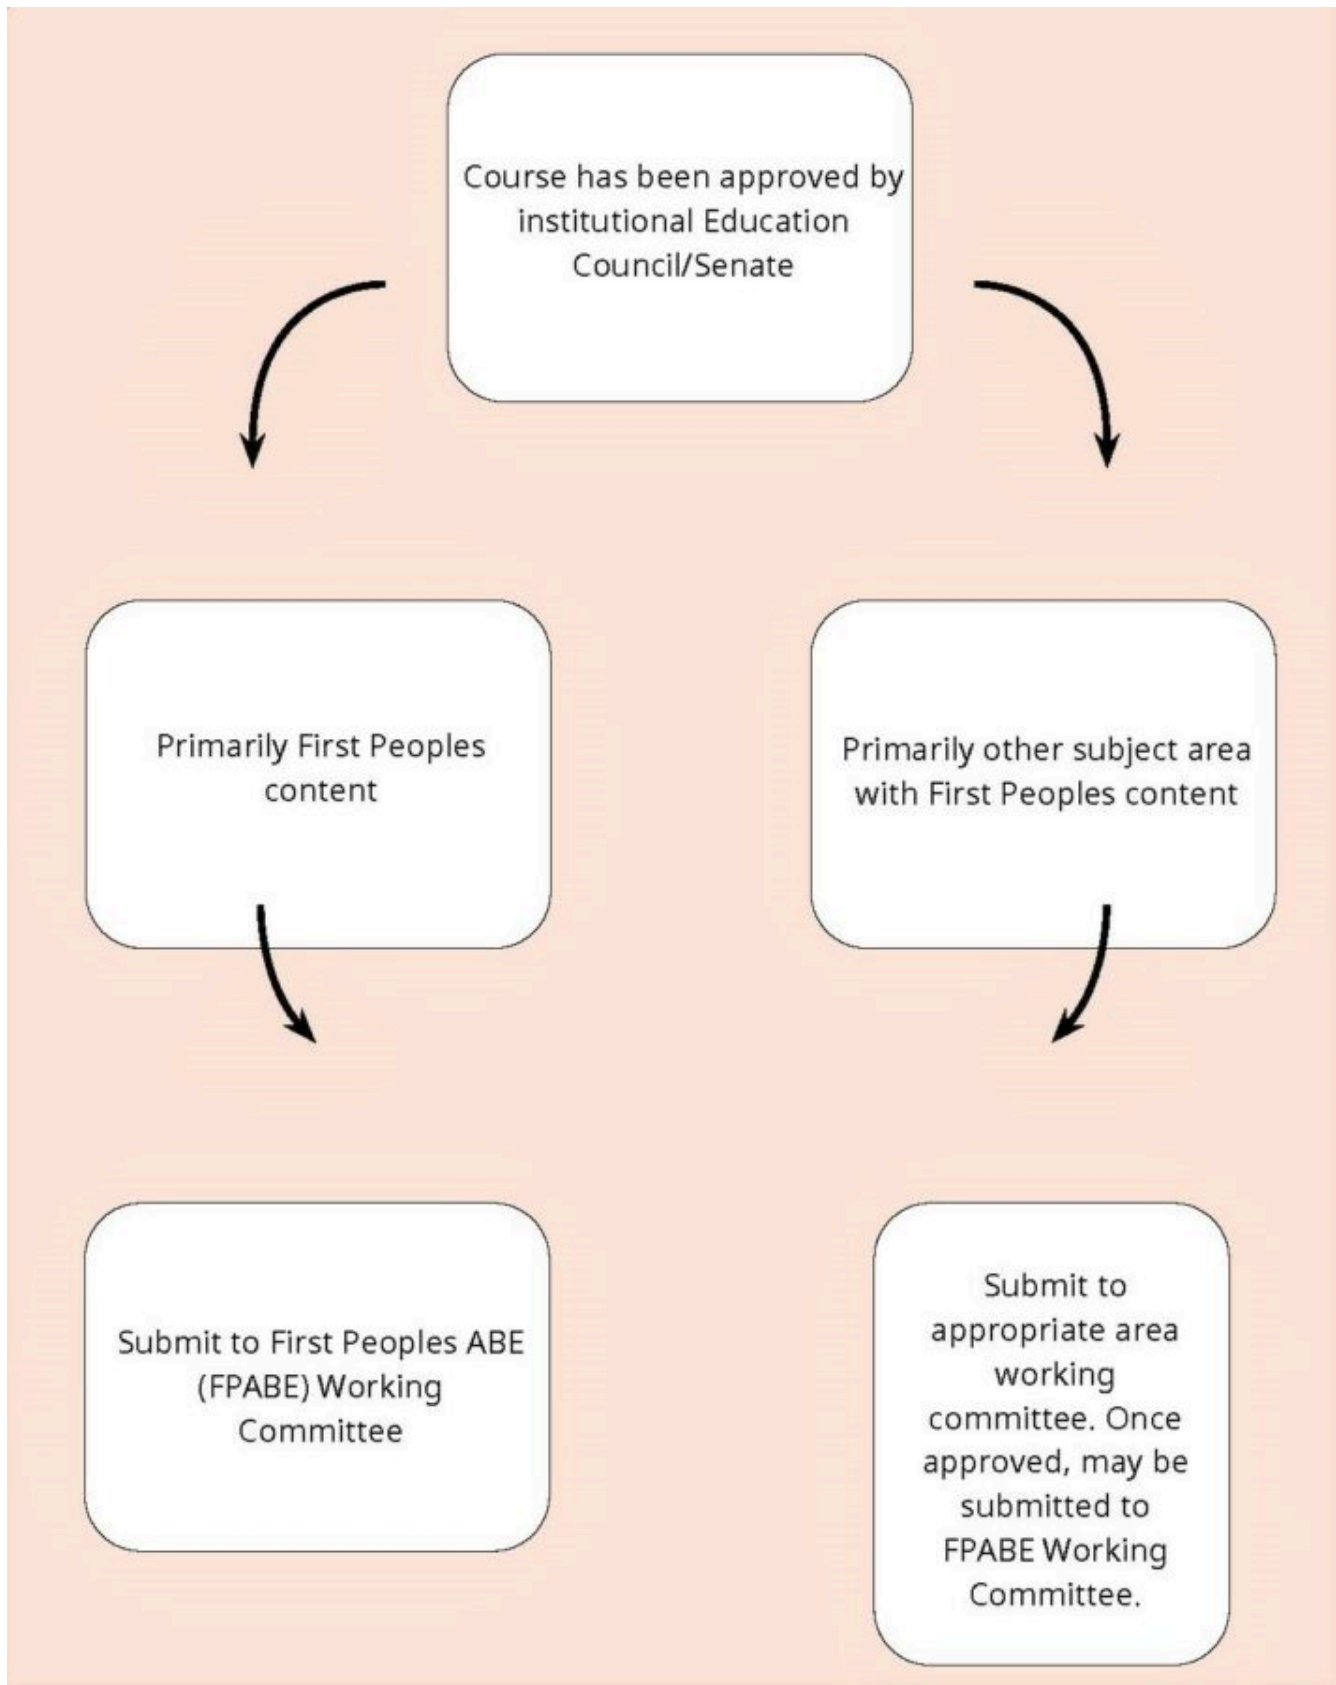 Course has been approved by
institutional Education
Council/Senate
Primarily First Peoples
content
Primarily other subject area
with First Peoples content
Submit to First Peoples ABE
(FPABE) Working
Committee
Submit to
appropriate area
working
committee. Once
approved, may be
submitted to
FPABE Working
Committee.